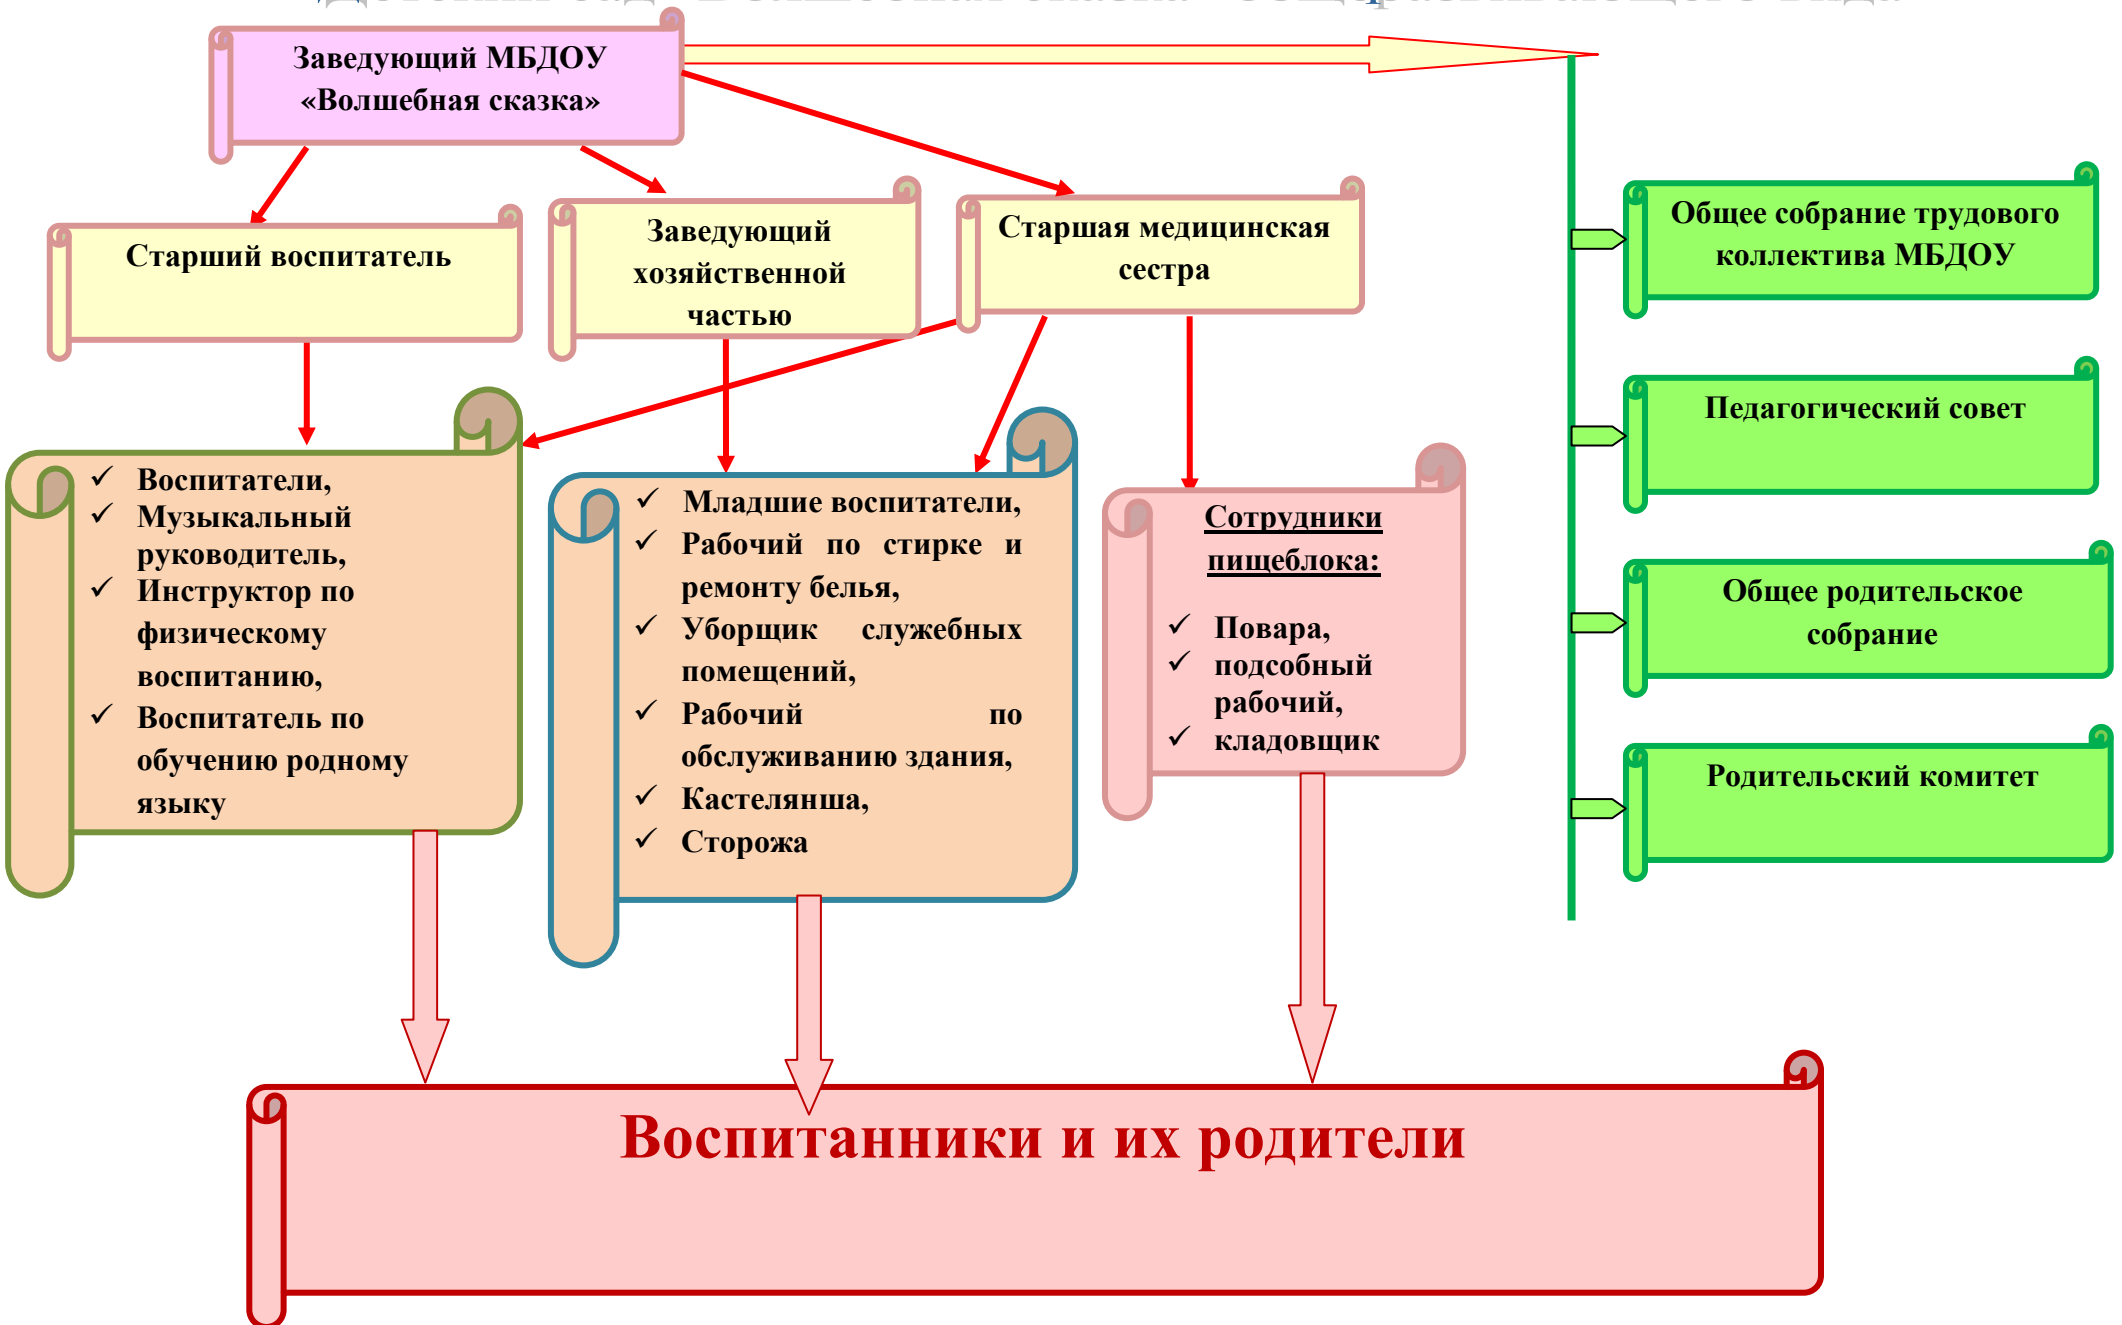 Заведующий МБДОУ
«Волшебная сказка»
Старший воспитатель
Заведующий
хозяйственной
частью
Старшая медицинская
сестра
Общее собрание трудового
коллектива МБДОУ
Педагогический совет
Общее родительское
собрание
Родительский комитет
✓ Воспитатели,
✓ Музыкальный
руководитель,
✓ Инструктор по
физическому
воспитанию,
✓ Воспитатель по
обучению родному
языку
✓ Младшие воспитатели,
✓ Рабочий по стирке и
ремонту белья,
✓ Уборщик служебных
помещений,
✓ Рабочий по
обслуживанию здания,
✓ Кастелянша,
✓ Сторожа
Сотрудники
пищеблока:
✓ Повара,
✓ подсобный
рабочий,
✓ кладовщик
Воспитанники и их родители